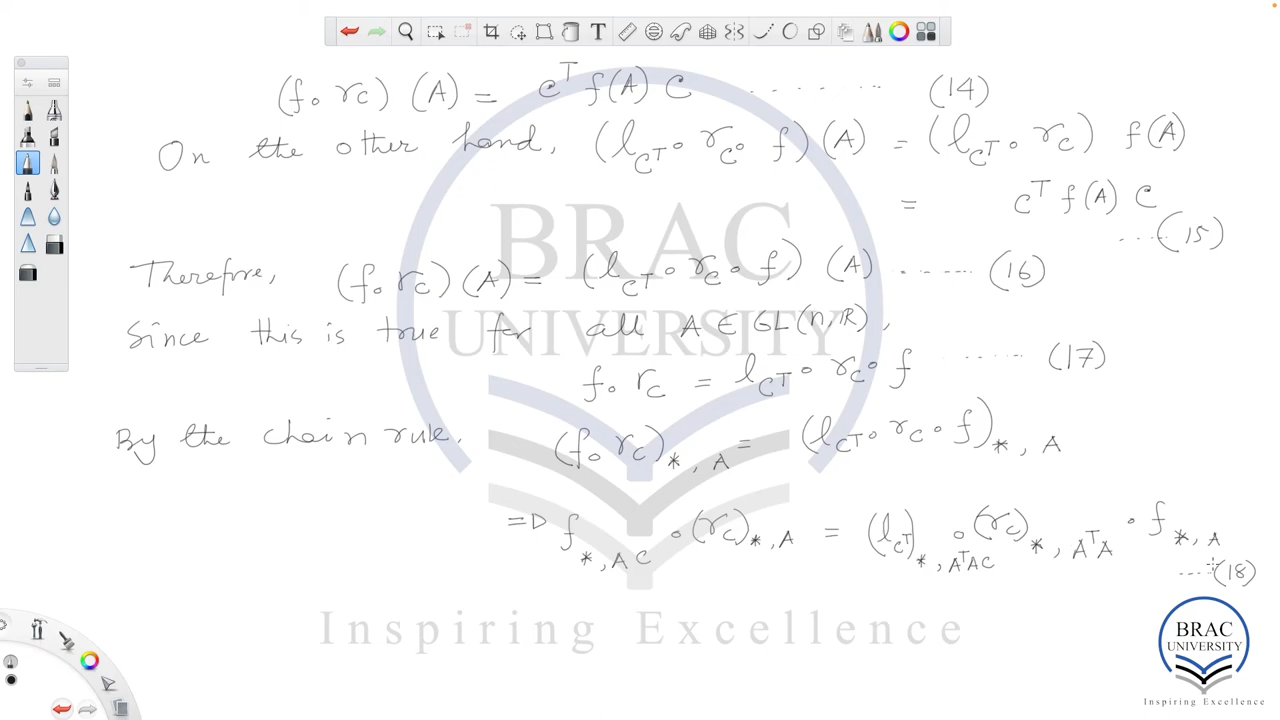 (f∘r_C)(A) = C^T f(A) C ........ (14)
On the other hand, (l_{C^T}∘r_C∘f)(A) = (l_{C^T}∘r_C) f(A)
= C^T f(A) C
.....(15)
Therefore, (f∘r_C)(A) = (l_{C^T}∘r_C∘f)(A) ....... (16)
Since this is true for all A ∈ GL(n,ℝ),
f∘r_C = l_{C^T}∘r_C∘f ....... (17)
By the chain rule, (f∘r_C)_{*,A} = (l_{C^T}∘r_C∘f)_{*,A}
=> f_{*,AC}∘(r_C)_{*,A} = (l_{C^T})_{*,A^TAC}∘(r_C)_{*,A^TA}∘f_{*,A}
.....(18)
BRAC
UNIVERSITY
Inspiring Excellence
BRAC
UNIVERSITY
Inspiring Excellence